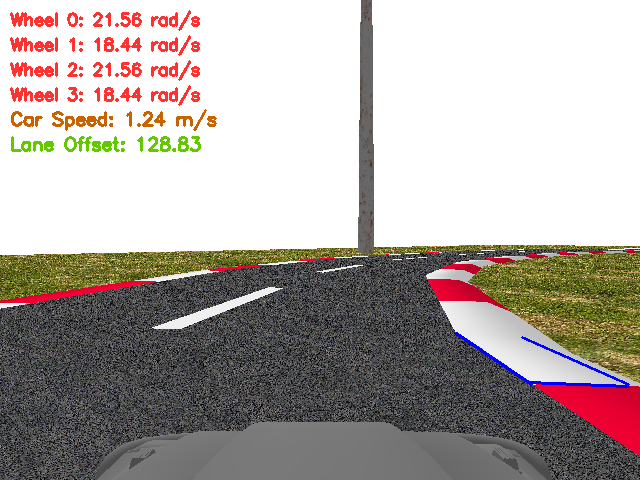 Wheel 0: 21.56 rad/s
Wheel 1: 18.44 rad/s
Wheel 2: 21.56 rad/s
Wheel 3: 18.44 rad/s
Car Speed: 1.24 m/s
Lane Offset: 128.83